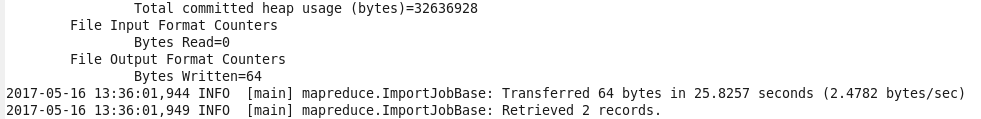 Total committed heap usage (bytes)=32636928
File Input Format Counters
Bytes Read=0
File Output Format Counters
Bytes Written=64
2017-05-16 13:36:01,944 INFO  [main] mapreduce.ImportJobBase: Transferred 64 bytes in 25.8257 seconds (2.4782 bytes/sec)
2017-05-16 13:36:01,949 INFO  [main] mapreduce.ImportJobBase: Retrieved 2 records.